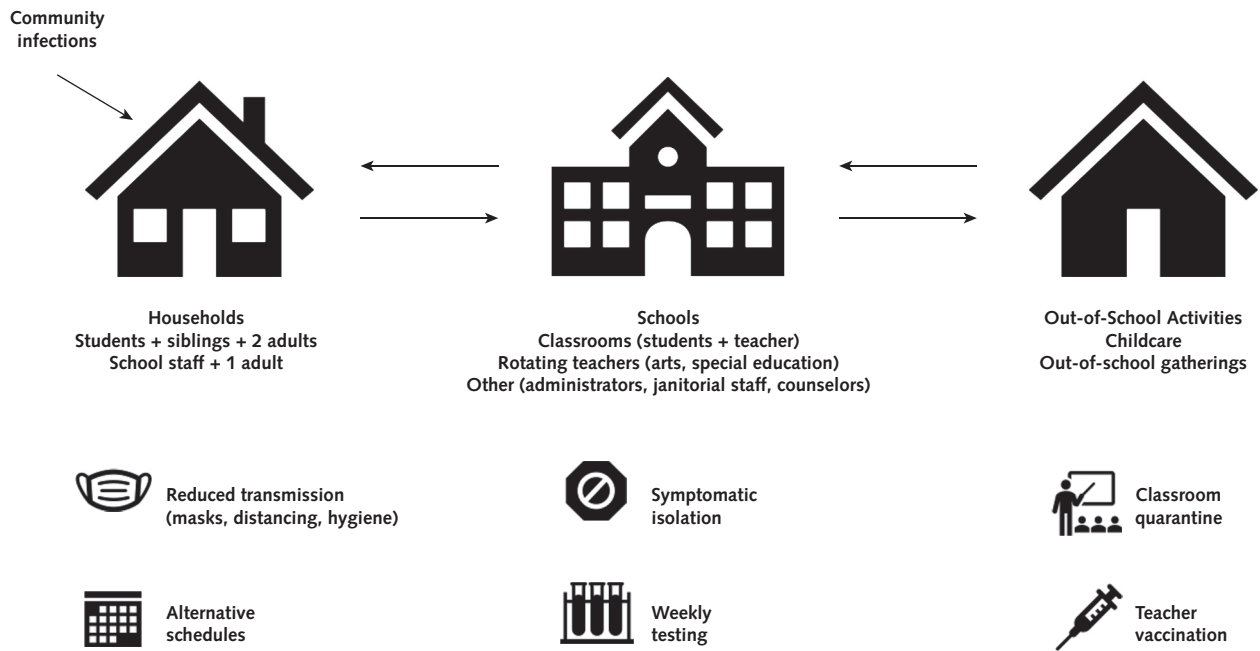 Community
infections
Households
Students + siblings + 2 adults
School staff + 1 adult
Schools
Classrooms (students + teacher)
Rotating teachers (arts, special education)
Other (administrators, janitorial staff, counselors)
Out-of-School Activities
Childcare
Out-of-school gatherings
Reduced transmission
(masks, distancing, hygiene)
Symptomatic
isolation
Classroom
quarantine
Alternative
schedules
Weekly
testing
Teacher
vaccination